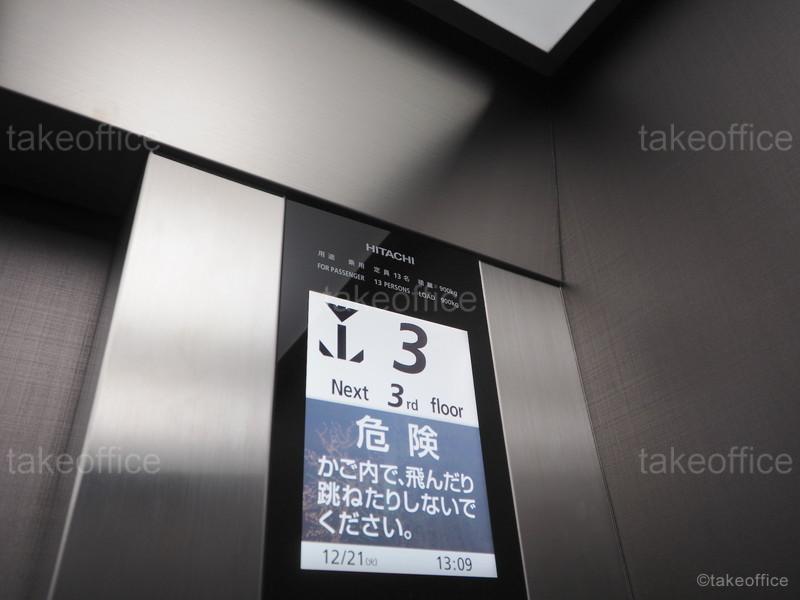 takeoffice
takeoffice
HITACHI
用途 乗用 定員 13名 積載 900kg
FOR PASSENGER 13 PERSONS LOAD 900kg
takeoffice
3
Next 3rd floor
危険
かご内で、飛んだり
跳ねたりしないで
ください。
takeoffice
takeoffice
12/21(火) 13:09
©takeoffice